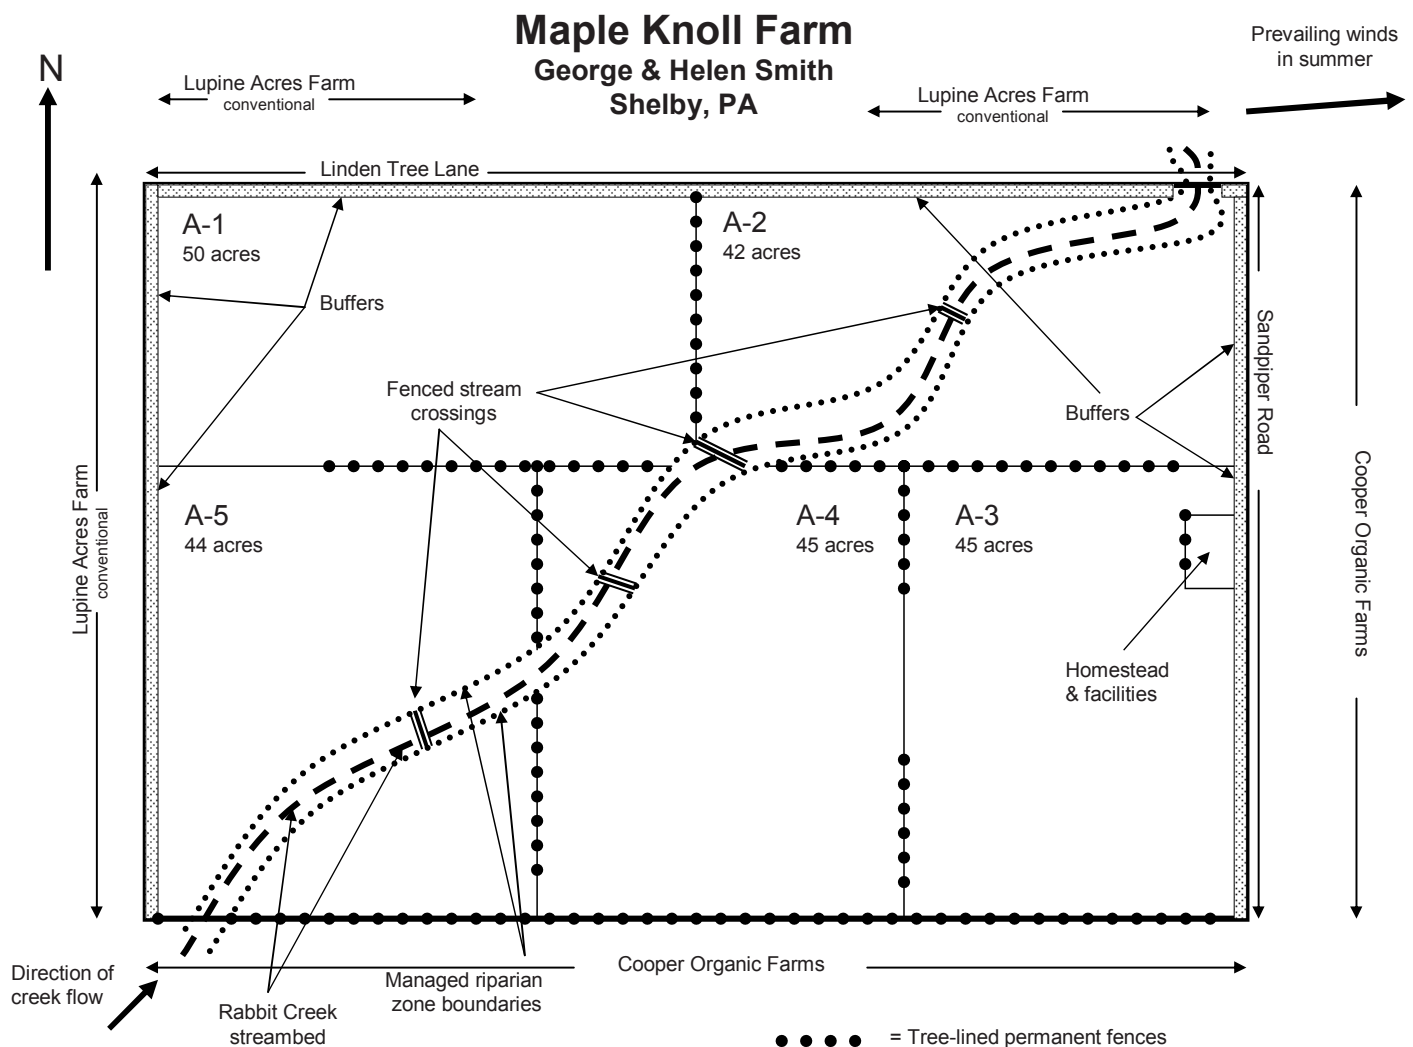 Maple Knoll Farm
George & Helen Smith
Shelby, PA
Prevailing winds
in summer
N
Lupine Acres Farm
conventional
Lupine Acres Farm
conventional
Linden Tree Lane
A-1
50 acres
A-2
42 acres
Buffers
Sandpiper Road
Fenced stream
crossings
Buffers
Lupine Acres Farm
conventional
Cooper Organic Farms
A-5
44 acres
A-4
45 acres
A-3
45 acres
Homestead
& facilities
Direction of
creek flow
Managed riparian
zone boundaries
Cooper Organic Farms
Rabbit Creek
streambed
= Tree-lined permanent fences